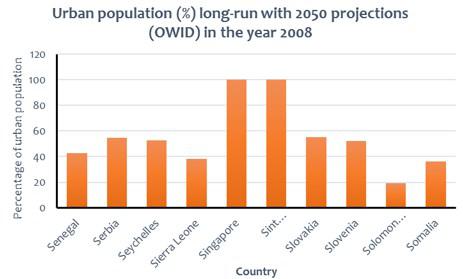 Urban population (%) long-run with 2050 projections
(OWID) in the year 2008
Percentage of urban population
120
100
80
60
40
20
0
Senegal
Serbia
Seychelles
Sierra Leone
Singapore
Sint...
Slovakia
Slovenia
Solomon...
Somalia
Country